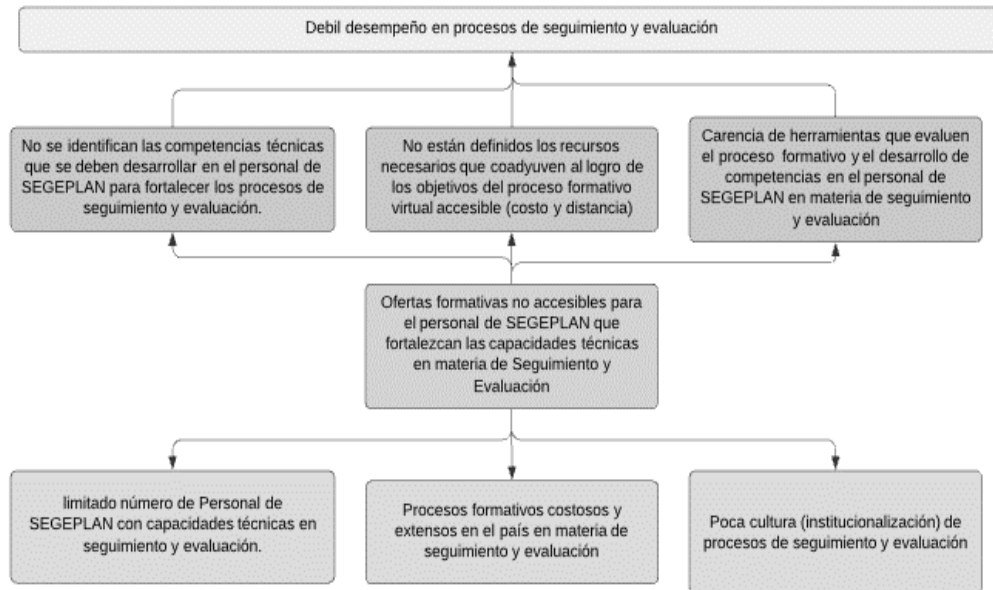 Debil desempeño en procesos de seguimiento y evaluación
No se identifican las competencias técnicas
que se deben desarrollar en el personal de
SEGEPLAN para fortalecer los procesos de
seguimiento y evaluación.
No están definidos los recursos
necesarios que coadyuven al logro de
los objetivos del proceso formativo
virtual accesible (costo y distancia)
Carencia de herramientas que evaluen
el proceso formativo y el desarrollo de
competencias en el personal de
SEGEPLAN en materia de seguimiento
y evaluación
Ofertas formativas no accesibles para
el personal de SEGEPLAN que
fortalezcan las capacidades técnicas
en materia de Seguimiento y
Evaluación
limitado número de Personal de
SEGEPLAN con capacidades técnicas en
seguimiento y evaluación.
Procesos formativos costosos y
extensos en el país en materia de
seguimiento y evaluación
Poca cultura (institucionalización) de
procesos de seguimiento y evaluación